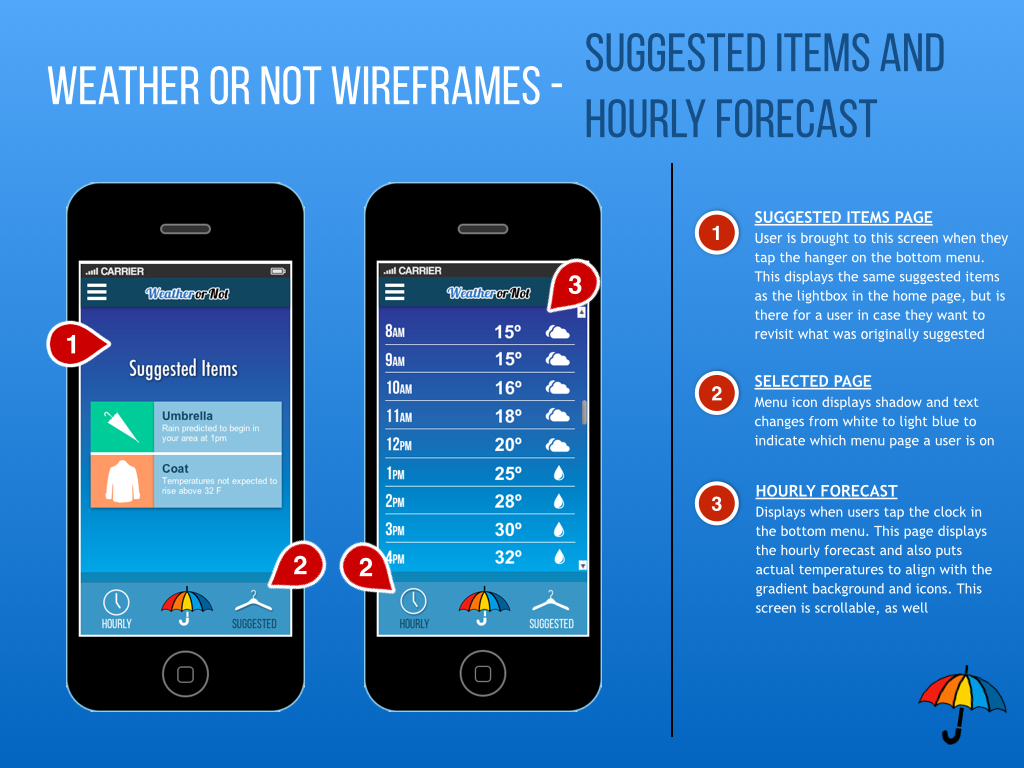 WEATHER OR NOT WIREFRAMES -
SUGGESTED ITEMS AND
HOURLY FORECAST
CARRIER
Weather or Not
1
Suggested Items
Umbrella
Rain predicted to begin in
your area at 1pm
Coat
Temperatures not expected to
rise above 32 F
2
HOURLY
SUGGESTED
CARRIER
Weather or Not
3
8AM 15º
9AM 15º
10AM 16º
11AM 18º
12PM 20º
1PM 25º
2PM 28º
3PM 30º
4PM 32º
2
HOURLY
SUGGESTED
1
SUGGESTED ITEMS PAGE
User is brought to this screen when they
tap the hanger on the bottom menu.
This displays the same suggested items
as the lightbox in the home page, but is
there for a user in case they want to
revisit what was originally suggested
2
SELECTED PAGE
Menu icon displays shadow and text
changes from white to light blue to
indicate which menu page a user is on
3
HOURLY FORECAST
Displays when users tap the clock in
the bottom menu. This page displays
the hourly forecast and also puts
actual temperatures to align with the
gradient background and icons. This
screen is scrollable, as well